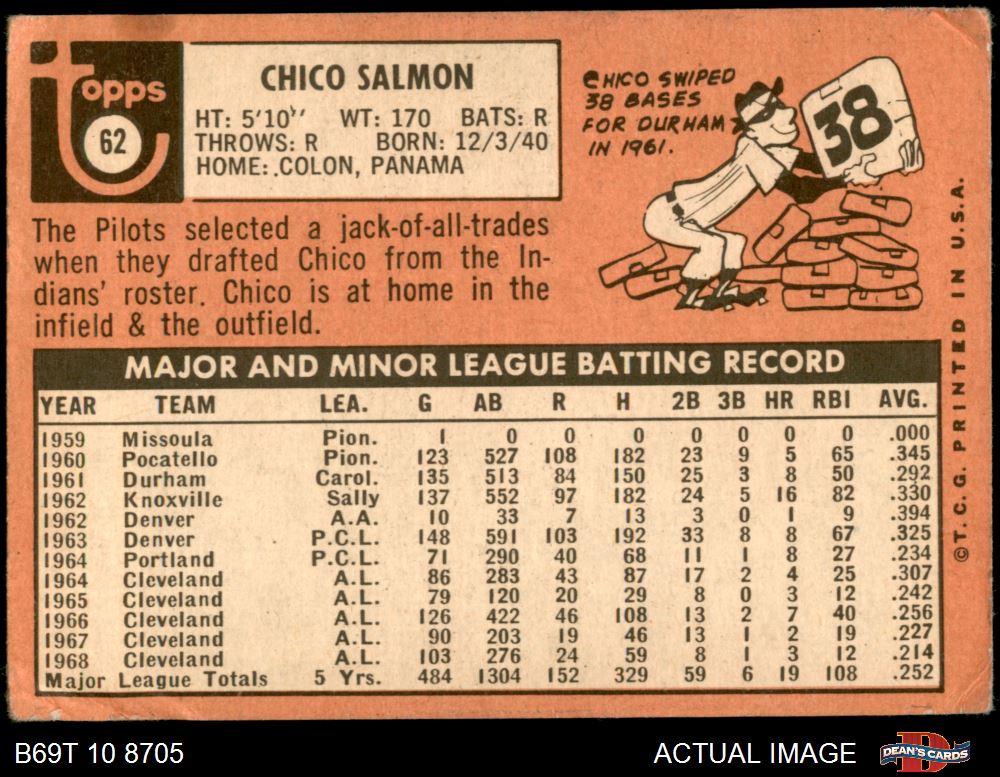 topps
62
CHICO SALMON
HT: 5'10" WT: 170 BATS: R
THROWS: R BORN: 12/3/40
HOME: COLON, PANAMA
CHICO SWIPED
38 BASES
FOR DURHAM
IN 1961.
38
The Pilots selected a jack-of-all-trades
when they drafted Chico from the In-
dians' roster. Chico is at home in the
infield & the outfield.
MAJOR AND MINOR LEAGUE BATTING RECORD
YEAR TEAM LEA. G AB R H 2B 3B HR RBI AVG.
1959 Missoula Pion. 1 0 0 0 0 0 0 0 .000
1960 Pocatello Pion. 123 527 108 182 23 9 5 65 .345
1961 Durham Carol. 135 513 84 150 25 3 8 50 .292
1962 Knoxville Sally 137 552 97 182 24 5 16 82 .330
1962 Denver A.A. 10 33 7 13 3 0 1 9 .394
1963 Denver P.C.L. 148 591 103 192 33 8 8 67 .325
1964 Portland P.C.L. 71 290 40 68 11 1 8 27 .234
1964 Cleveland A.L. 86 283 43 87 17 2 4 25 .307
1965 Cleveland A.L. 79 120 20 29 8 0 3 12 .242
1966 Cleveland A.L. 126 422 46 108 13 2 7 40 .256
1967 Cleveland A.L. 90 203 19 46 13 1 2 19 .227
1968 Cleveland A.L. 103 276 24 59 8 1 3 12 .214
Major League Totals 5 Yrs. 484 1304 152 329 59 6 19 108 .252
©T.C.G. PRINTED IN U.S.A.
B69T 10 8705
ACTUAL IMAGE
DEAN'S CARDS